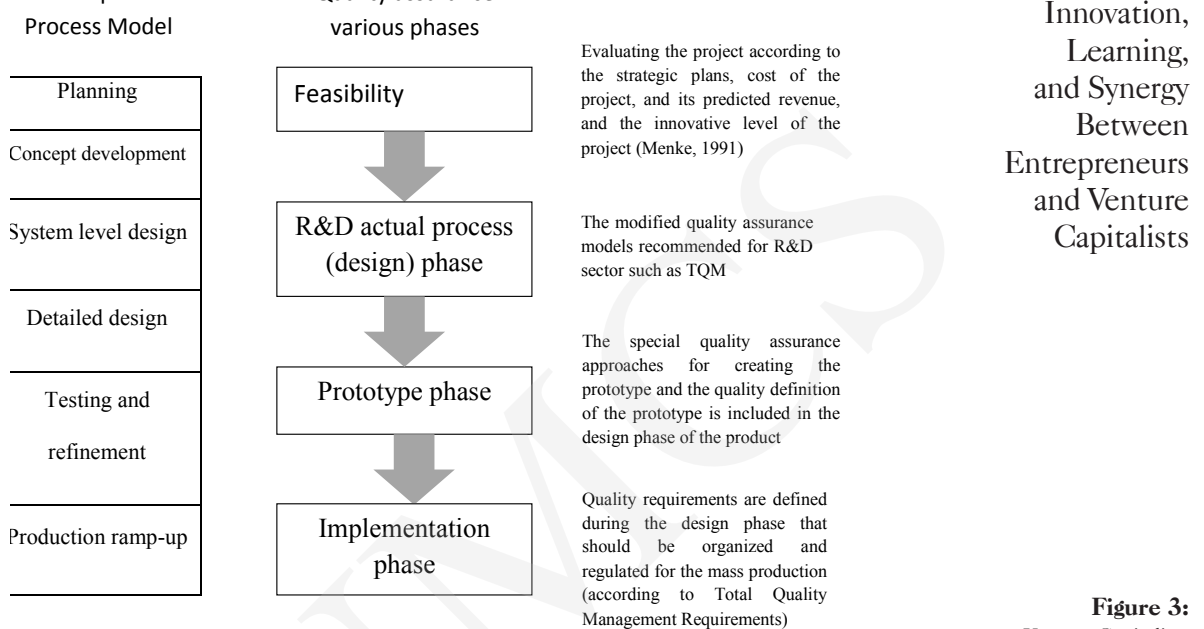 Process Model
Planning
Concept development
System level design
Detailed design
Testing and
refinement
Production ramp-up
various phases
Feasibility
R&D actual process
(design) phase
Prototype phase
Implementation
phase
Evaluating the project according to
the strategic plans, cost of the
project, and its predicted revenue,
and the innovative level of the
project (Menke, 1991)
The modified quality assurance
models recommended for R&D
sector such as TQM
The special quality assurance
approaches for creating the
prototype and the quality definition
of the prototype is included in the
design phase of the product
Quality requirements are defined
during the design phase that
should be organized and
regulated for the mass production
(according to Total Quality
Management Requirements)
Innovation,
Learning,
and Synergy
Between
Entrepreneurs
and Venture
Capitalists
Figure 3: